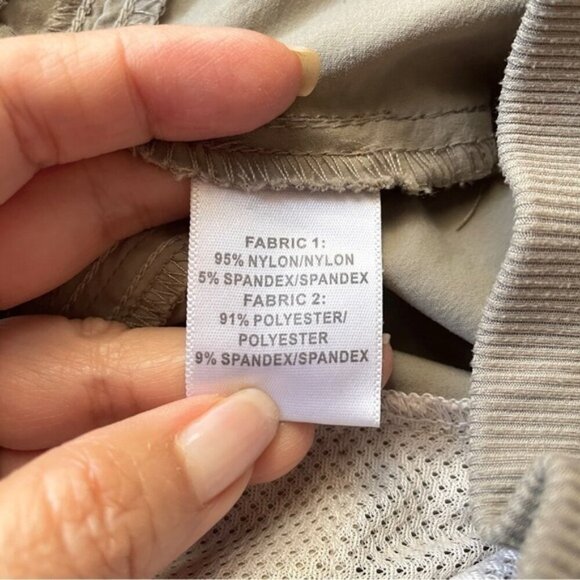 FABRIC 1:
95% NYLON/NYLON
5% SPANDEX/SPANDEX
FABRIC 2:
91% POLYESTER/
POLYESTER
9% SPANDEX/SPANDEX